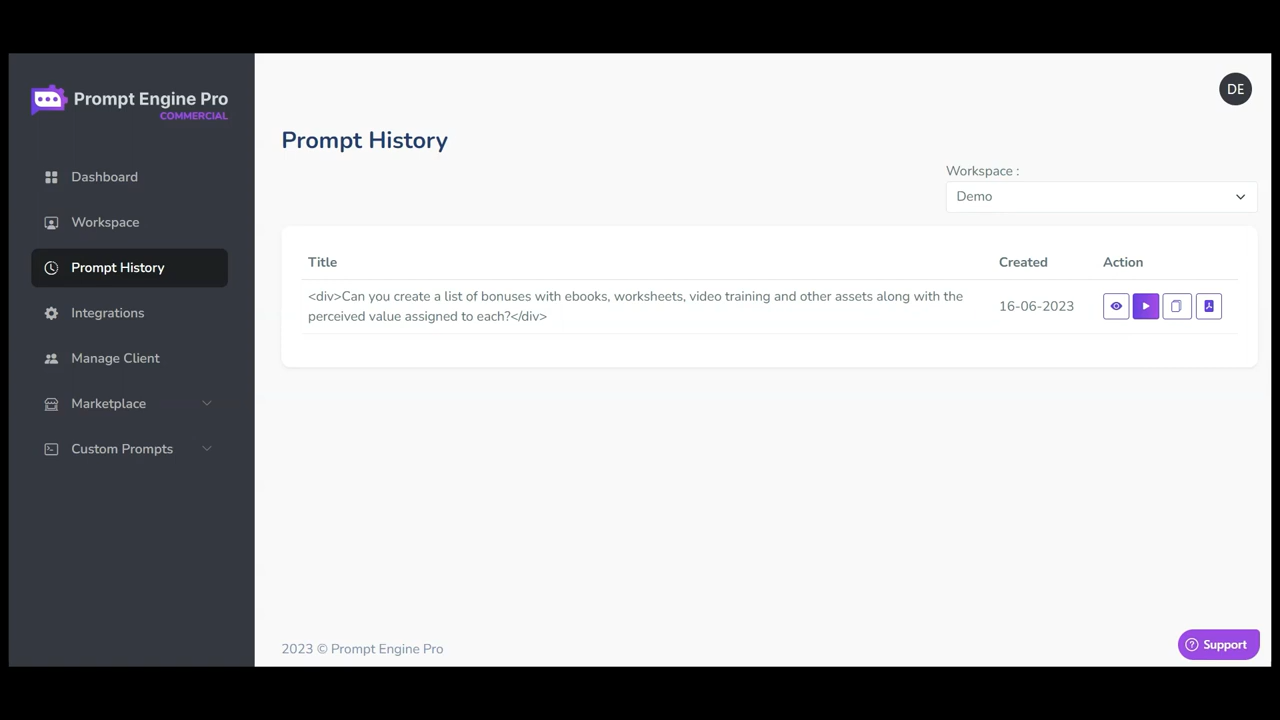 Prompt Engine Pro
COMMERCIAL
Dashboard
Workspace
Prompt History
Integrations
Manage Client
Marketplace
Custom Prompts
DE
Prompt History
Workspace :
Demo
Title Created Action
<div>Can you create a list of bonuses with ebooks, worksheets, video training and other assets along with the
perceived value assigned to each?</div>
16-06-2023
2023 © Prompt Engine Pro
Support